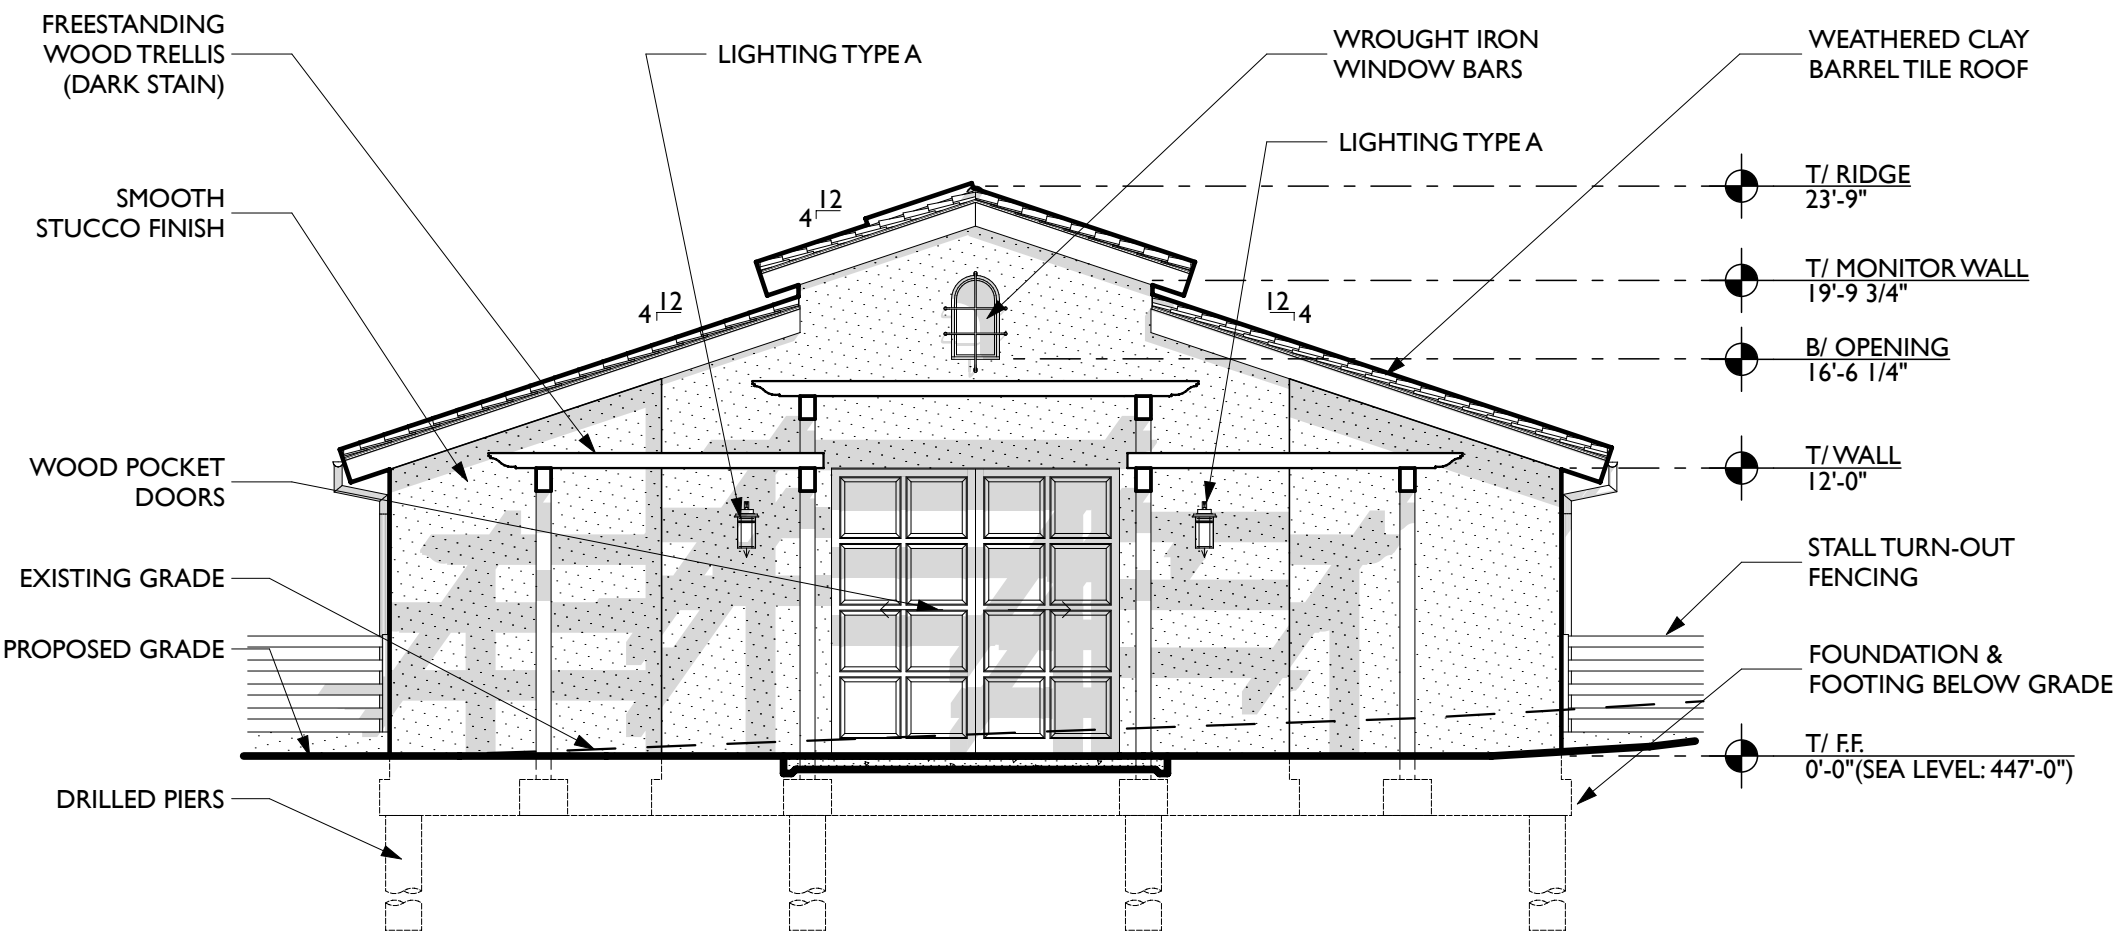 FREESTANDING
WOOD TRELLIS
(DARK STAIN)
LIGHTING TYPE A
WROUGHT IRON
WINDOW BARS
WEATHERED CLAY
BARREL TILE ROOF
LIGHTING TYPE A
SMOOTH
STUCCO FINISH
12
4
T/ RIDGE
23'-9"
T/ MONITOR WALL
19'-9 3/4"
12
4
12
4
B/ OPENING
16'-6 1/4"
WOOD POCKET
DOORS
T/ WALL
12'-0"
EXISTING GRADE
STALL TURN-OUT
FENCING
PROPOSED GRADE
FOUNDATION &
FOOTING BELOW GRADE
T/ F.F.
0'-0"(SEA LEVEL: 447'-0")
DRILLED PIERS